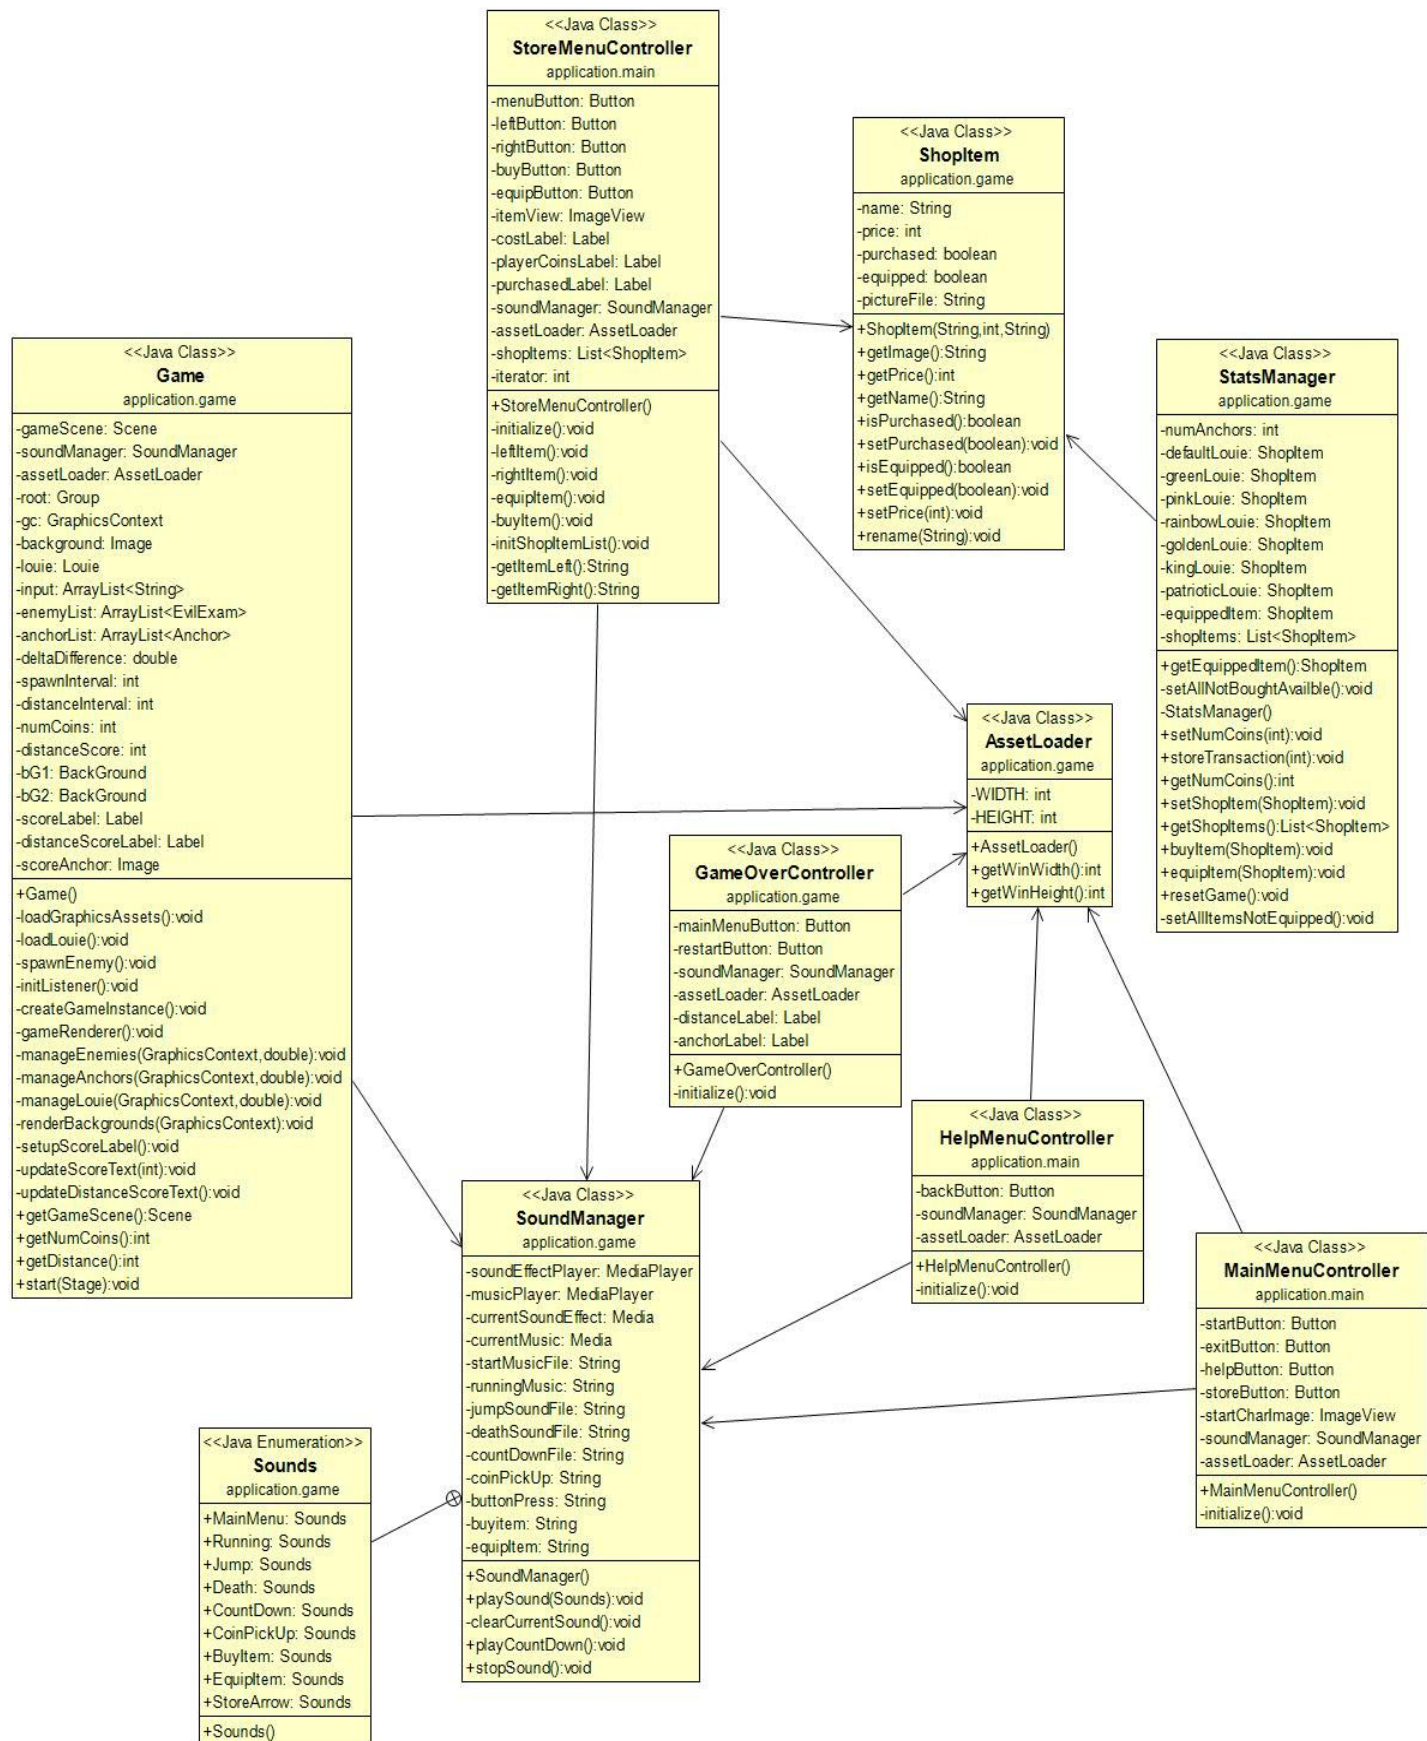 <<Java Class>>
StoreMenuController
application.main
-menuButton: Button
-leftButton: Button
-rightButton: Button
-buyButton: Button
-equipButton: Button
-itemView: ImageView
-costLabel: Label
-playerCoinsLabel: Label
-purchasedLabel: Label
-soundManager: SoundManager
-assetLoader: AssetLoader
-shopItems: List<ShopItem>
-iterator: int
+StoreMenuController()
-initialize():void
-leftItem():void
-rightItem():void
-equipItem():void
-buyItem():void
-initShopItemList():void
-getItemLeft():String
-getItemRight():String
<<Java Class>>
ShopItem
application.game
-name: String
-price: int
-purchased: boolean
-equipped: boolean
-pictureFile: String
+ShopItem(String,int,String)
+getImage():String
+getPrice():int
+getName():String
+isPurchased():boolean
+setPurchased(boolean):void
+isEquipped():boolean
+setEquipped(boolean):void
+setPrice(int):void
+rename(String):void
<<Java Class>>
Game
application.game
-gameScene: Scene
-soundManager: SoundManager
-assetLoader: AssetLoader
-root: Group
-gc: GraphicsContext
-background: Image
-louie: Louie
-input: ArrayList<String>
-enemyList: ArrayList<EvilExam>
-anchorList: ArrayList<Anchor>
-deltaDifference: double
-spawnInterval: int
-distanceInterval: int
-numCoins: int
-distanceScore: int
-bG1: BackGround
-bG2: BackGround
-scoreLabel: Label
-distanceScoreLabel: Label
-scoreAnchor: Image
+Game()
-loadGraphicsAssets():void
-loadLouie():void
-spawnEnemy():void
-initListener():void
-createGameInstance():void
-gameRenderer():void
-manageEnemies(GraphicsContext,double):void
-manageAnchors(GraphicsContext,double):void
-manageLouie(GraphicsContext,double):void
-renderBackgrounds(GraphicsContext):void
-setupScoreLabel():void
-updateScoreText(int):void
-updateDistanceScoreText():void
+getGameScene():Scene
+getNumCoins():int
+getDistance():int
+start(Stage):void
<<Java Class>>
StatsManager
application.game
-numAnchors: int
-defaultLouie: ShopItem
-greenLouie: ShopItem
-pinkLouie: ShopItem
-rainbowLouie: ShopItem
-goldenLouie: ShopItem
-kingLouie: ShopItem
-patrioticLouie: ShopItem
-equippedItem: ShopItem
-shopItems: List<ShopItem>
+getEquippedItem():ShopItem
-setAllNotBoughtAvailble():void
-StatsManager()
+setNumCoins(int):void
+storeTransaction(int):void
+getNumCoins():int
+setShopItem(ShopItem):void
+getShopItems():List<ShopItem>
+buyItem(ShopItem):void
+equipItem(ShopItem):void
+resetGame():void
-setAllItemsNotEquipped():void
<<Java Class>>
AssetLoader
application.game
-WIDTH: int
-HEIGHT: int
+AssetLoader()
+getWinWidth():int
+getWinHeight():int
<<Java Class>>
GameOverController
application.game
-mainMenuButton: Button
-restartButton: Button
-soundManager: SoundManager
-assetLoader: AssetLoader
-distanceLabel: Label
-anchorLabel: Label
+GameOverController()
-initialize():void
<<Java Class>>
HelpMenuController
application.main
-backButton: Button
-soundManager: SoundManager
-assetLoader: AssetLoader
+HelpMenuController()
-initialize():void
<<Java Class>>
SoundManager
application.game
-soundEffectPlayer: MediaPlayer
-musicPlayer: MediaPlayer
-currentSoundEffect: Media
-currentMusic: Media
-startMusicFile: String
-runningMusic: String
-jumpSoundFile: String
-deathSoundFile: String
-countDownFile: String
-coinPickUp: String
-buttonPress: String
-buyitem: String
-equipItem: String
+SoundManager()
+playSound(Sounds):void
-clearCurrentSound():void
+playCountDown():void
+stopSound():void
<<Java Class>>
MainMenuController
application.main
-startButton: Button
-exitButton: Button
-helpButton: Button
-storeButton: Button
-startCharImage: ImageView
-soundManager: SoundManager
-assetLoader: AssetLoader
+MainMenuController()
-initialize():void
<<Java Enumeration>>
Sounds
application.game
+MainMenu: Sounds
+Running: Sounds
+Jump: Sounds
+Death: Sounds
+CountDown: Sounds
+CoinPickUp: Sounds
+BuyItem: Sounds
+EquipItem: Sounds
+StoreArrow: Sounds
+Sounds()